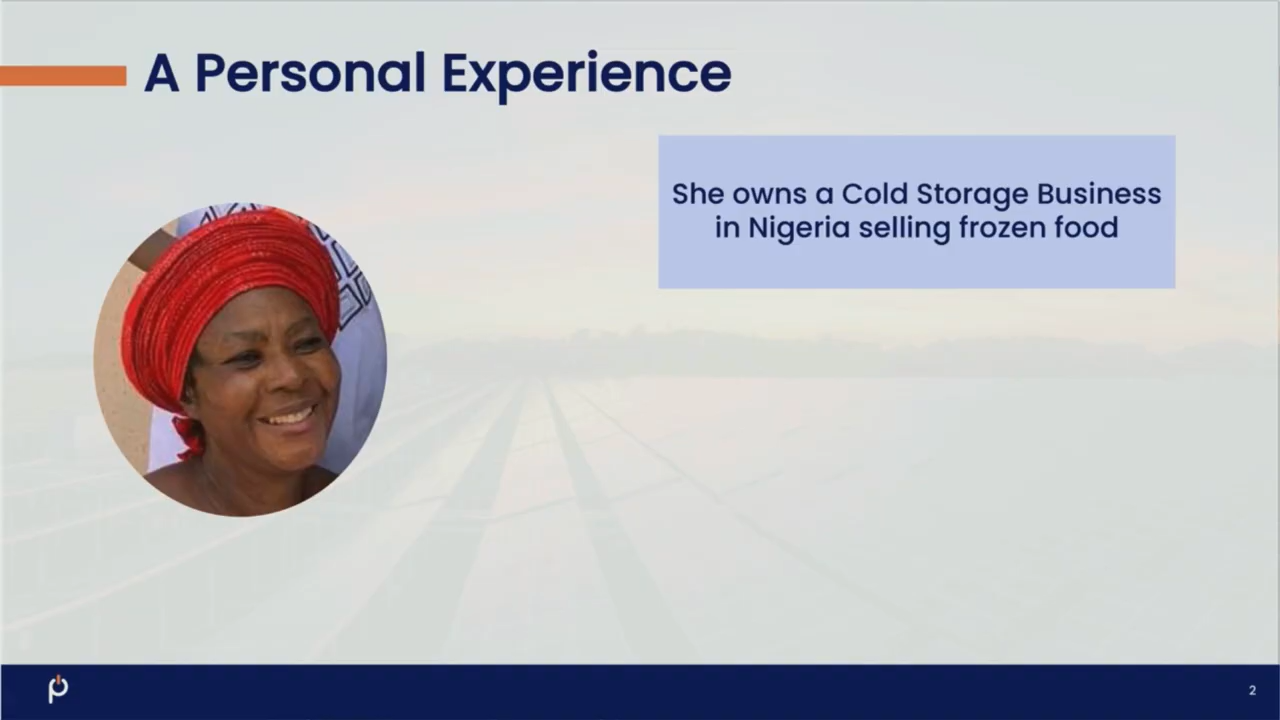 A Personal Experience
She owns a Cold Storage Business
in Nigeria selling frozen food
2